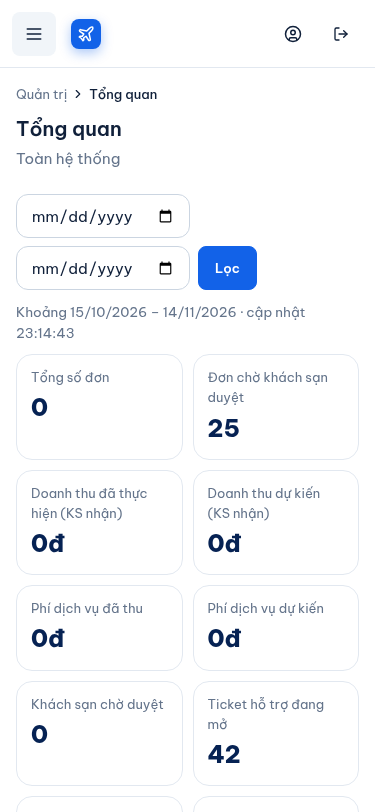 Quản trị > Tổng quan
Tổng quan
Toàn hệ thống
mm/dd/yyyy
mm/dd/yyyy Lọc
Khoảng 15/10/2026 – 14/11/2026 · cập nhật
23:14:43
Tổng số đơn
0
Đơn chờ khách sạn
duyệt
25
Doanh thu đã thực
hiện (KS nhận)
0đ
Doanh thu dự kiến
(KS nhận)
0đ
Phí dịch vụ đã thu
0đ
Phí dịch vụ dự kiến
0đ
Khách sạn chờ duyệt
0
Ticket hỗ trợ đang
mở
42